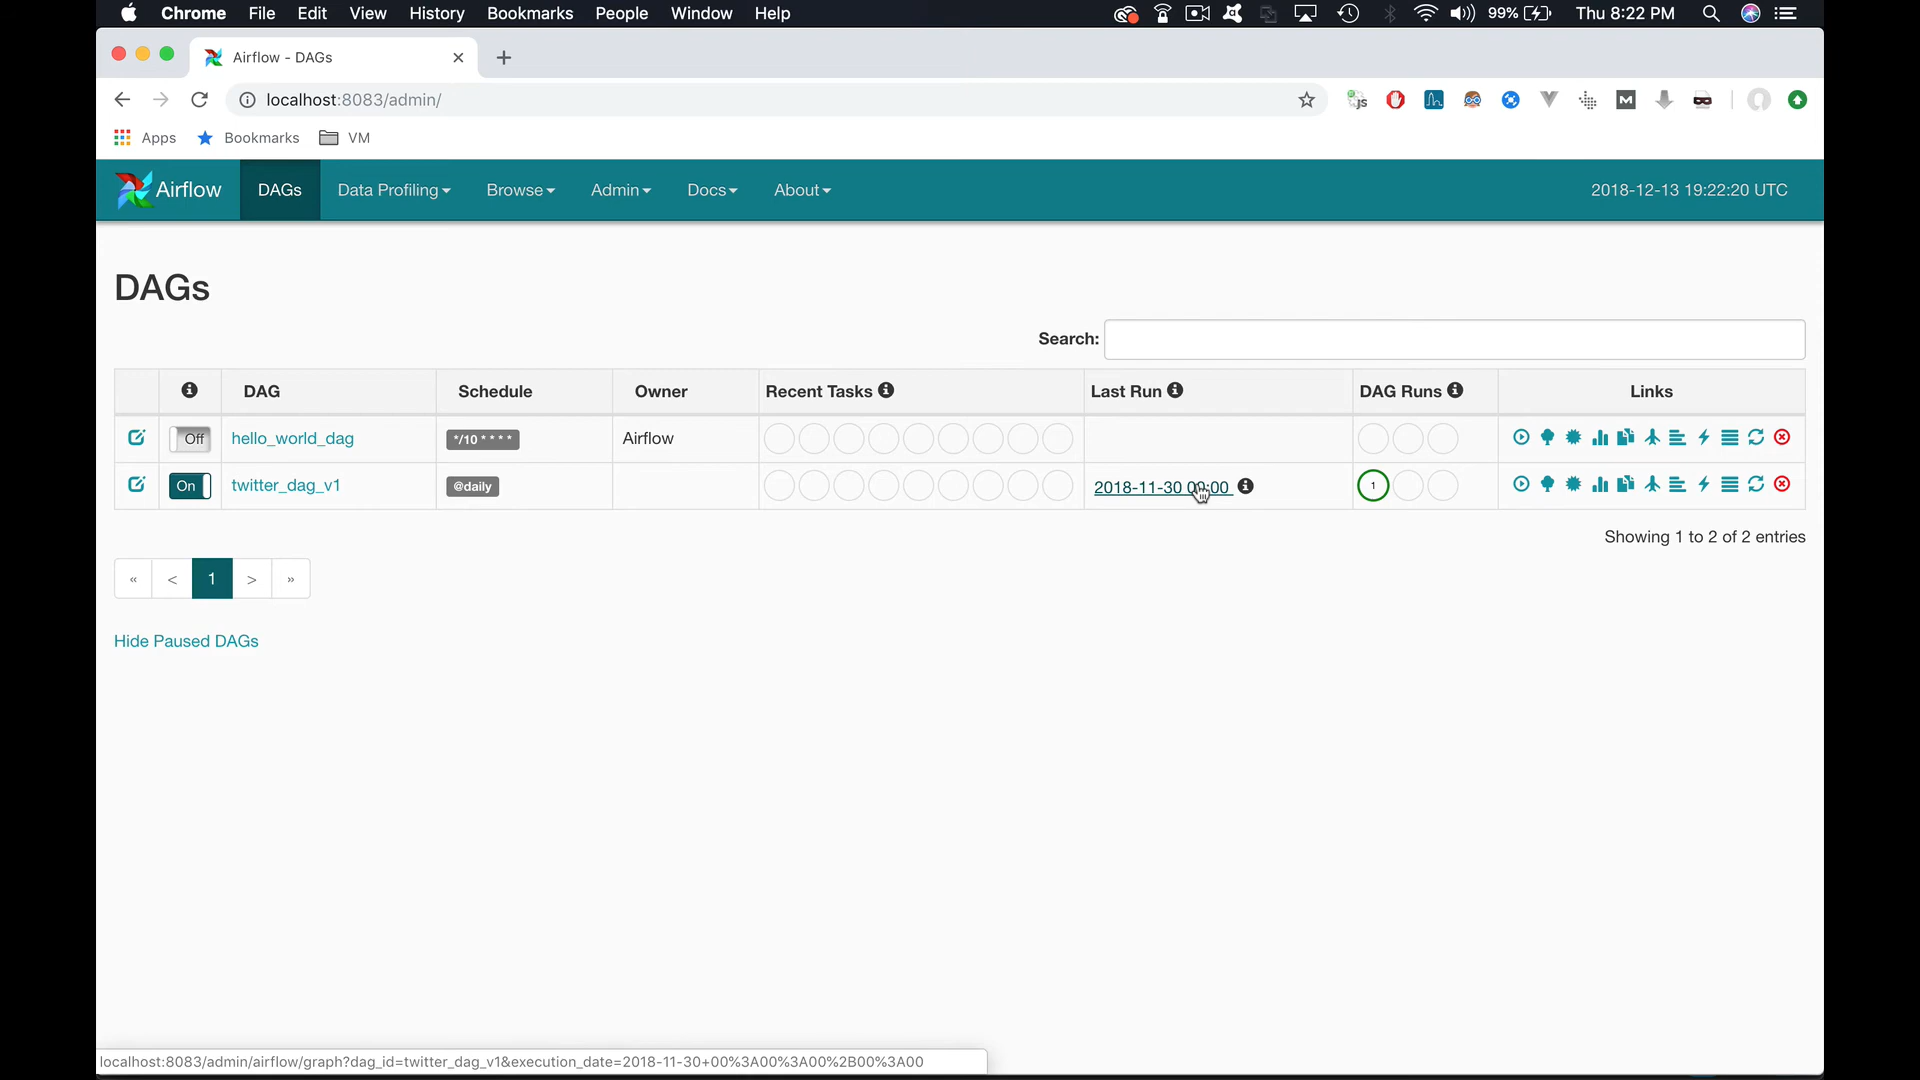 Chrome File Edit View History Bookmarks People Window Help 99% Thu 8:22 PM
Airflow - DAGs
localhost:8083/admin/
Apps Bookmarks VM
Airflow DAGs Data Profiling Browse Admin Docs About 2018-12-13 19:22:20 UTC
DAGs
Search:
DAG Schedule Owner Recent Tasks Last Run DAG Runs Links
Off hello_world_dag */10 * * * * Airflow
On twitter_dag_v1 @daily 2018-11-30 00:00 1
Showing 1 to 2 of 2 entries
« < 1 > »
Hide Paused DAGs
localhost:8083/admin/airflow/graph?dag_id=twitter_dag_v1&execution_date=2018-11-30+00%3A00%3A00%2B00%3A00